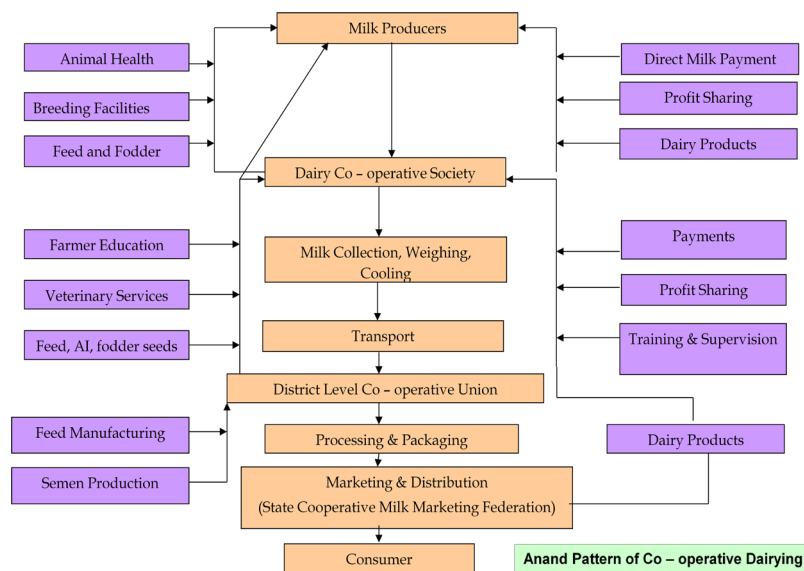 Milk Producers
Animal Health
Direct Milk Payment
Breeding Facilities
Profit Sharing
Feed and Fodder
Dairy Products
Dairy Co – operative Society
Farmer Education
Milk Collection, Weighing,
Cooling
Payments
Veterinary Services
Profit Sharing
Feed, AI, fodder seeds
Transport
Training & Supervision
District Level Co – operative Union
Feed Manufacturing
Processing & Packaging
Dairy Products
Semen Production
Marketing & Distribution
(State Cooperative Milk Marketing Federation)
Consumer
Anand Pattern of Co – operative Dairying